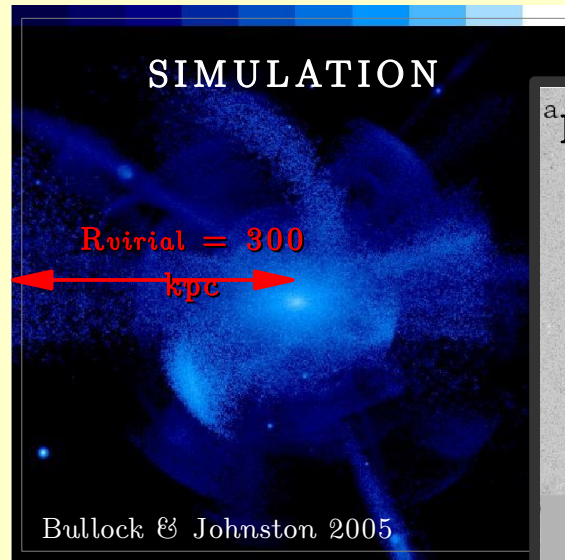 SIMULATION
a.
Rvirial = 300
kpc
Bullock & Johnston 2005